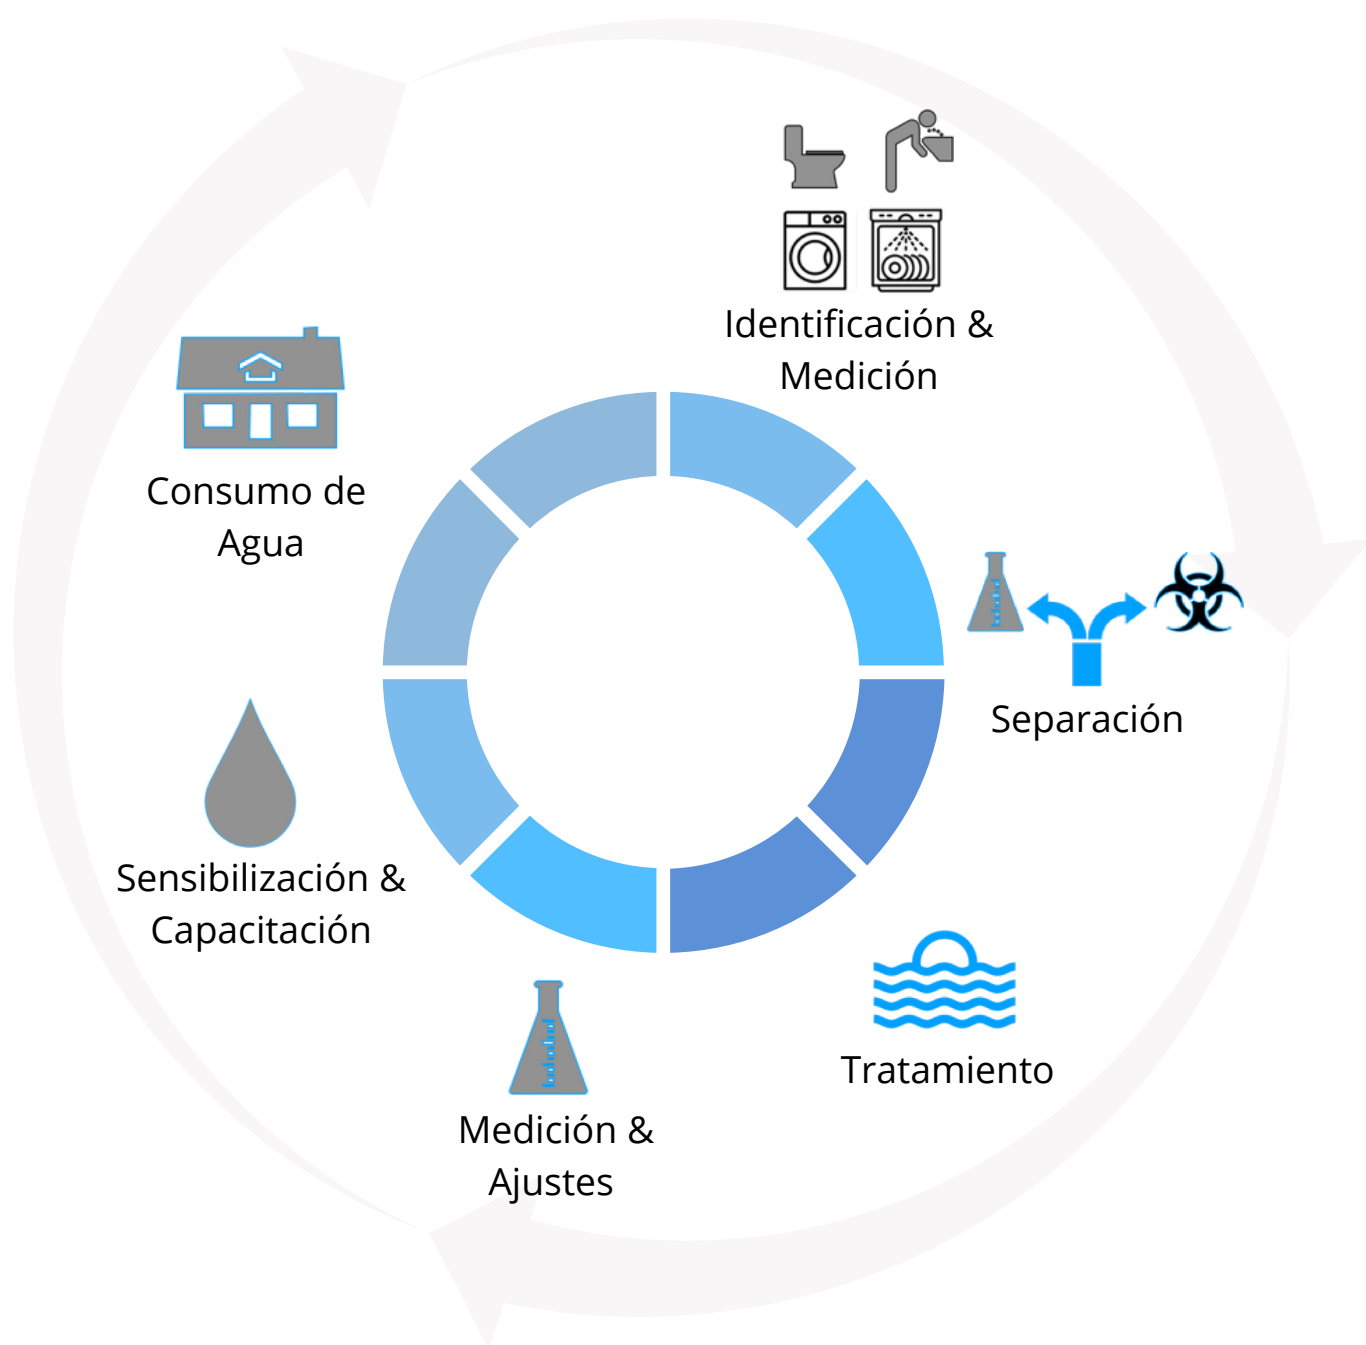 Identificación &
Medición
Consumo de
Agua
Separación
Sensibilización &
Capacitación
Tratamiento
Medición &
Ajustes